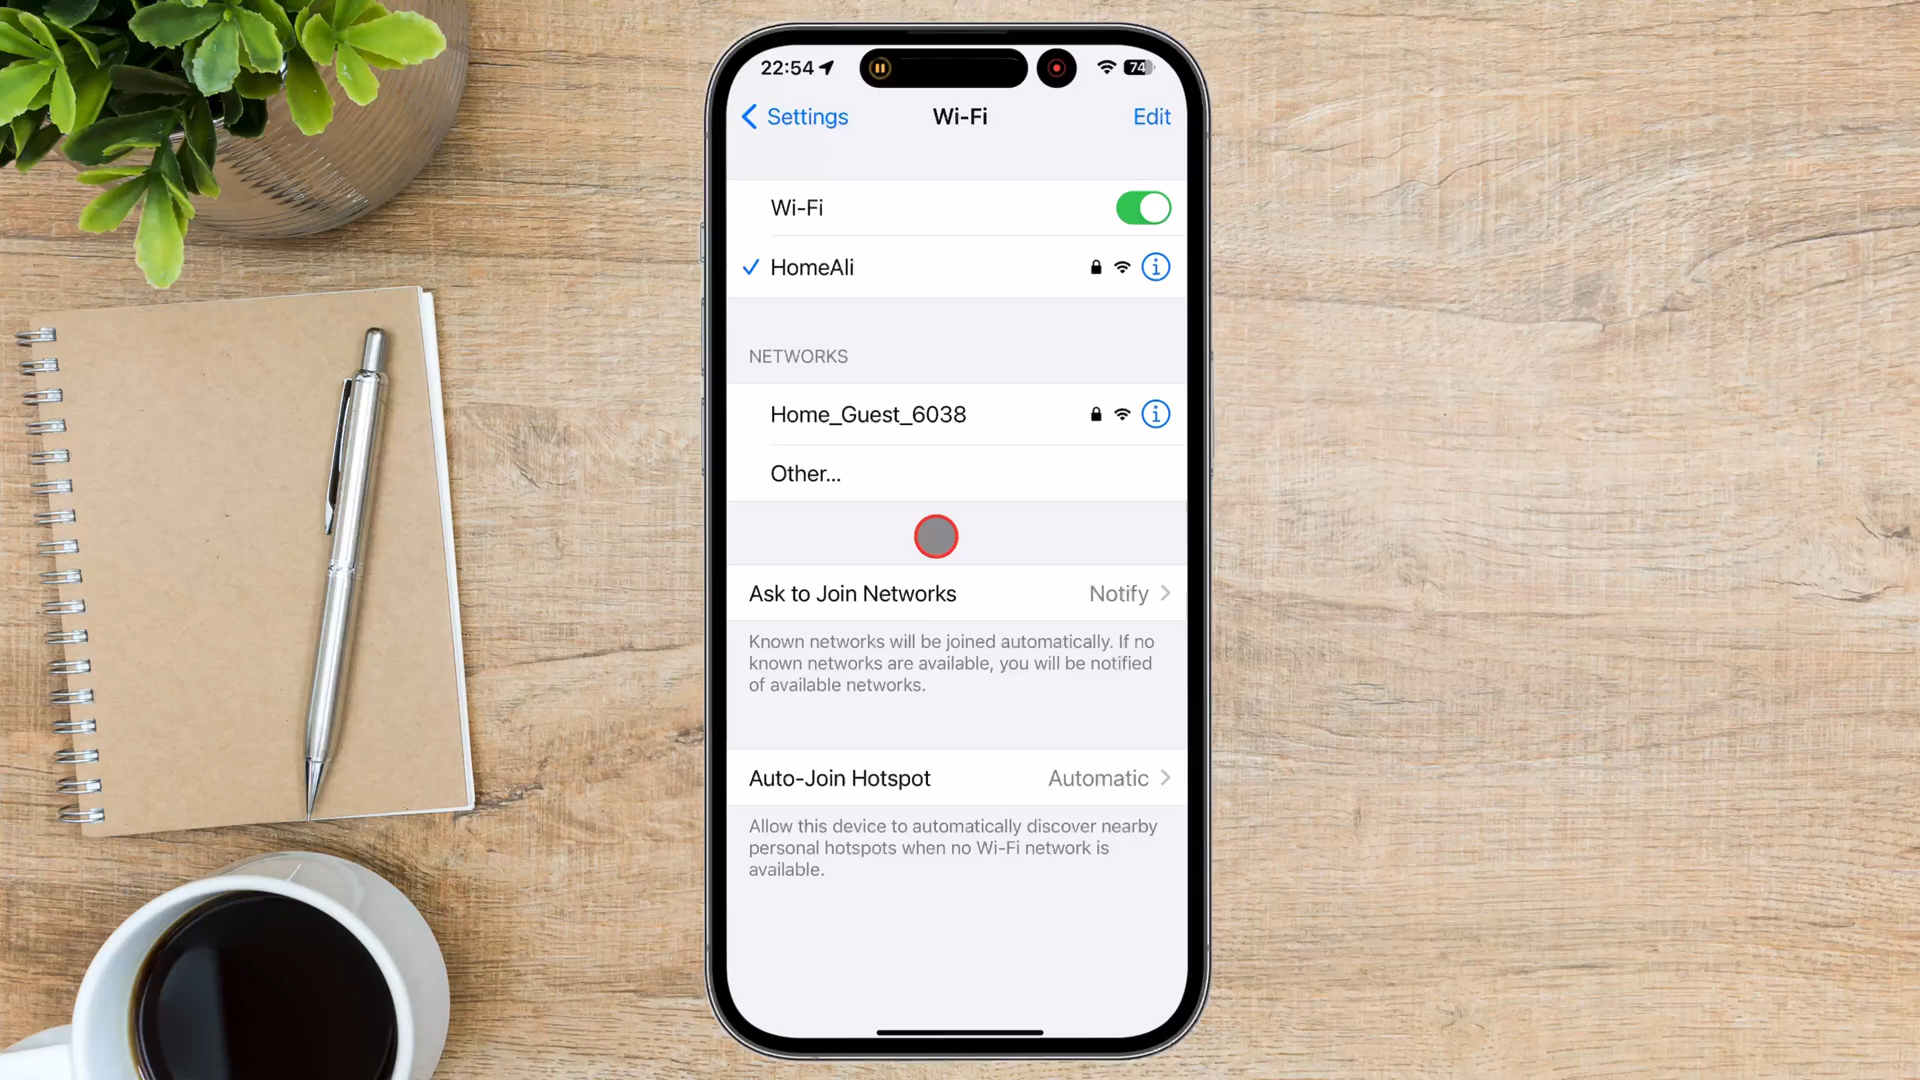 22:54
74
Settings
Wi-Fi
Edit
Wi-Fi
HomeAli
NETWORKS
Home_Guest_6038
Other...
Ask to Join Networks
Notify
Known networks will be joined automatically. If no
known networks are available, you will be notified
of available networks.
Auto-Join Hotspot
Automatic
Allow this device to automatically discover nearby
personal hotspots when no Wi-Fi network is
available.